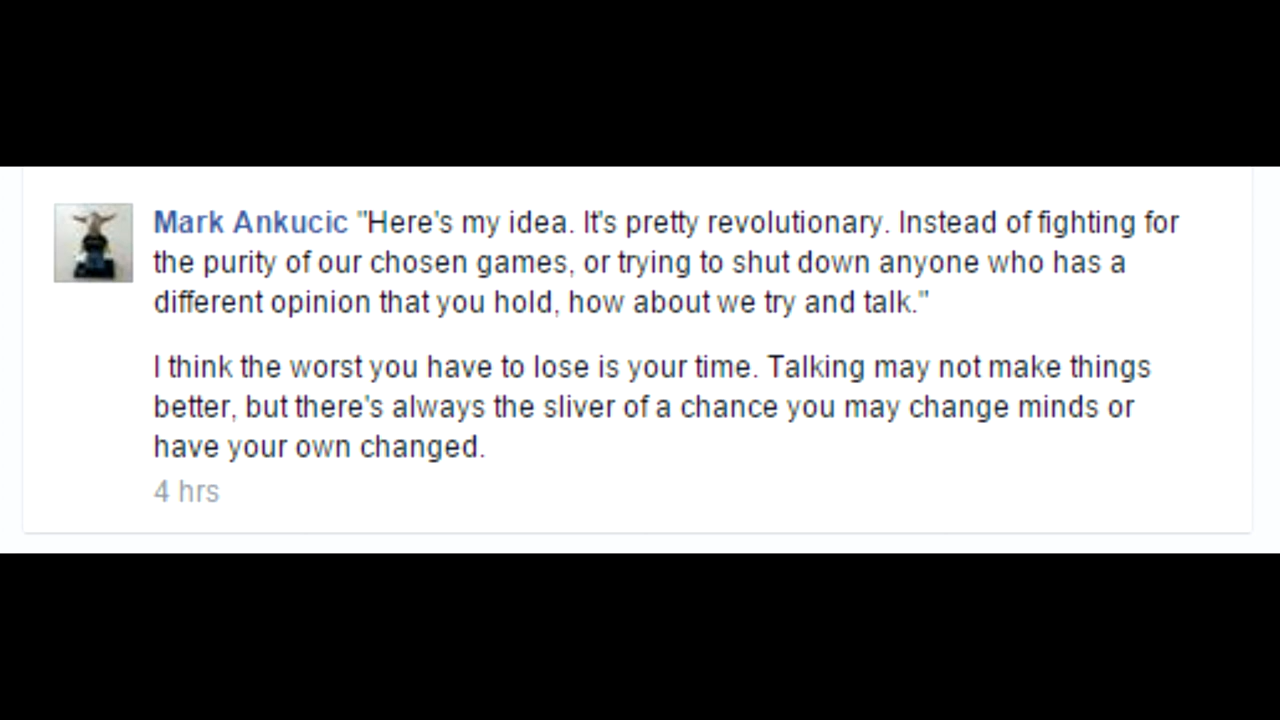 Mark Ankucic "Here's my idea. It's pretty revolutionary. Instead of fighting for
the purity of our chosen games, or trying to shut down anyone who has a
different opinion that you hold, how about we try and talk."
I think the worst you have to lose is your time. Talking may not make things
better, but there's always the sliver of a chance you may change minds or
have your own changed.
4 hrs